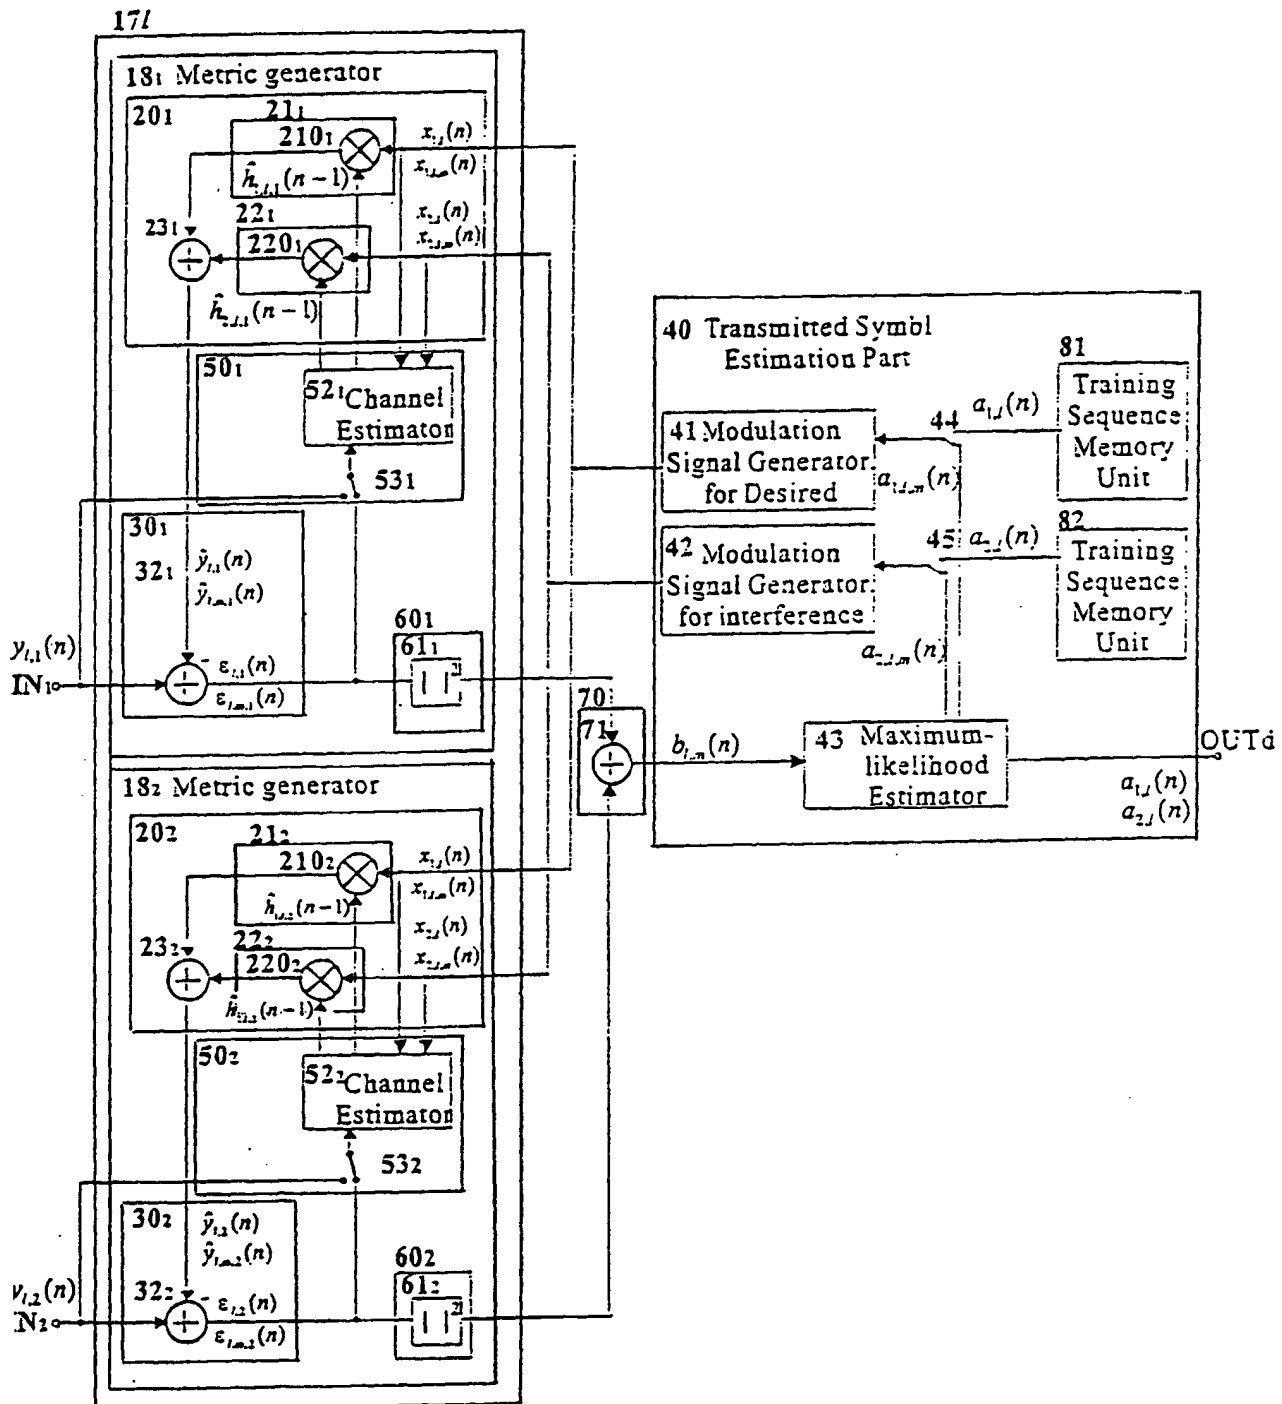 17l
18₁ Metric generator
20₁
21₁
210₁
x₁,ₗ(n)
x₁,ₗ,ₘ(n)
ĥ₁,ₗ,₁(n−1)
22₁
x₂,ₗ(n)
x₂,ₗ,ₘ(n)
23₁
220₁
ĥ₂,ₗ,₁(n−1)
50₁
52₁
Channel
Estimator
53₁
30₁
32₁
ŷₗ,₁(n)
ŷₗ,ₘ,₁(n)
60₁
61₁
| |²
yₗ,₁(n)
IN₁
-
εₗ,₁(n)
εₗ,ₘ,₁(n)
40 Transmitted Symbl
Estimation Part
81
Training
Sequence
Memory
Unit
a₁,ₗ(n)
44
41 Modulation
Signal Generator
for Desired
a₁,ₗ,ₘ(n)
82
Training
Sequence
Memory
Unit
a₂,ₗ(n)
45
42 Modulation
Signal Generator
for interference
a₂,ₗ,ₘ(n)
70
71
bₗ,ₘ(n)
43 Maximum-
likelihood
Estimator
OUTd
a₁,ₗ(n)
a₂,ₗ(n)
18₂ Metric generator
20₂
21₂
210₂
x₁,ₗ(n)
x₁,ₗ,ₘ(n)
ĥ₁,ₗ,₂(n−1)
22₂
x₂,ₗ(n)
x₂,ₗ,ₘ(n)
23₂
220₂
ĥ₂,ₗ,₂(n−1)
50₂
52₂
Channel
Estimator
53₂
30₂
32₂
ŷₗ,₂(n)
ŷₗ,ₘ,₂(n)
60₂
61₂
| |²
yₗ,₂(n)
IN₂
-
εₗ,₂(n)
εₗ,ₘ,₂(n)